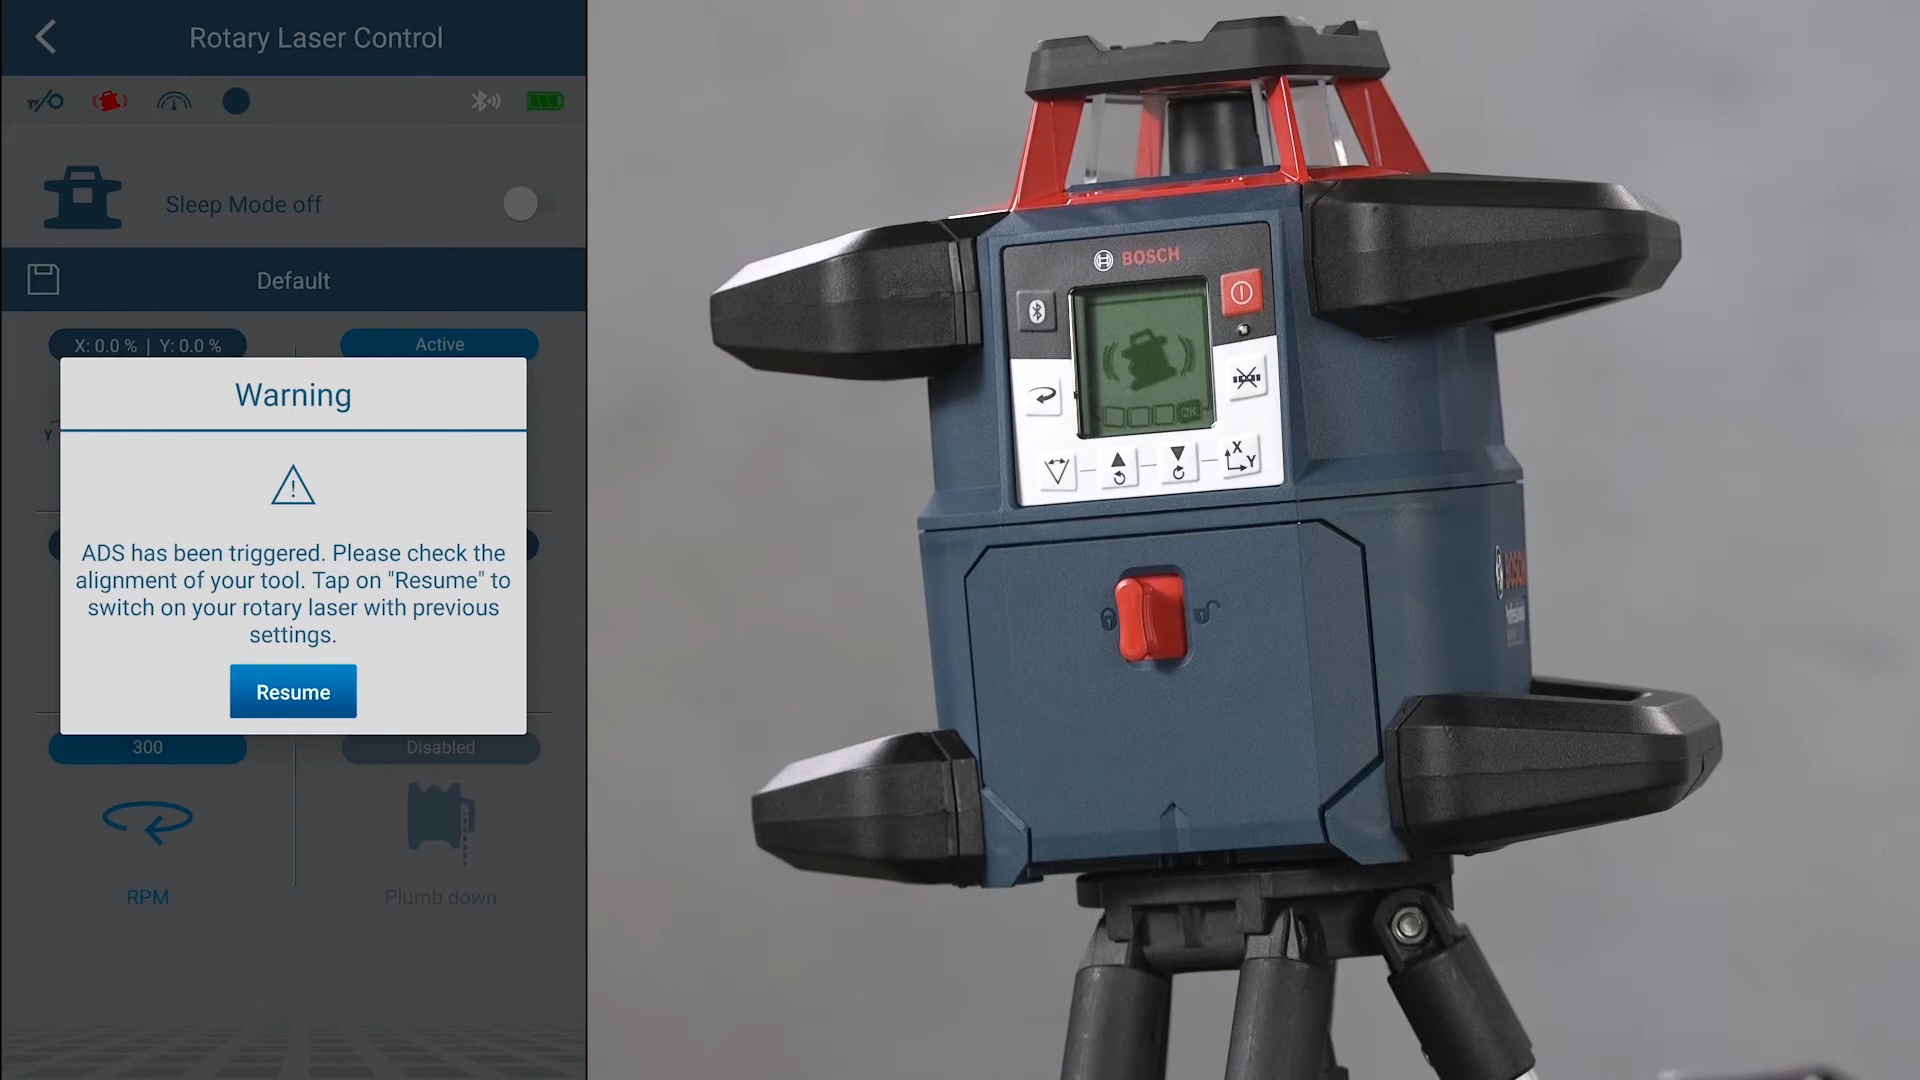 Rotary Laser Control
Sleep Mode off
Default
X: 0.0 % | Y: 0.0 %
Active
Y
Warning
ADS has been triggered. Please check the
alignment of your tool. Tap on "Resume" to
switch on your rotary laser with previous
settings.
Resume
300
Disabled
RPM
Plumb down
BOSCH
OK
X
Y
BOSCH